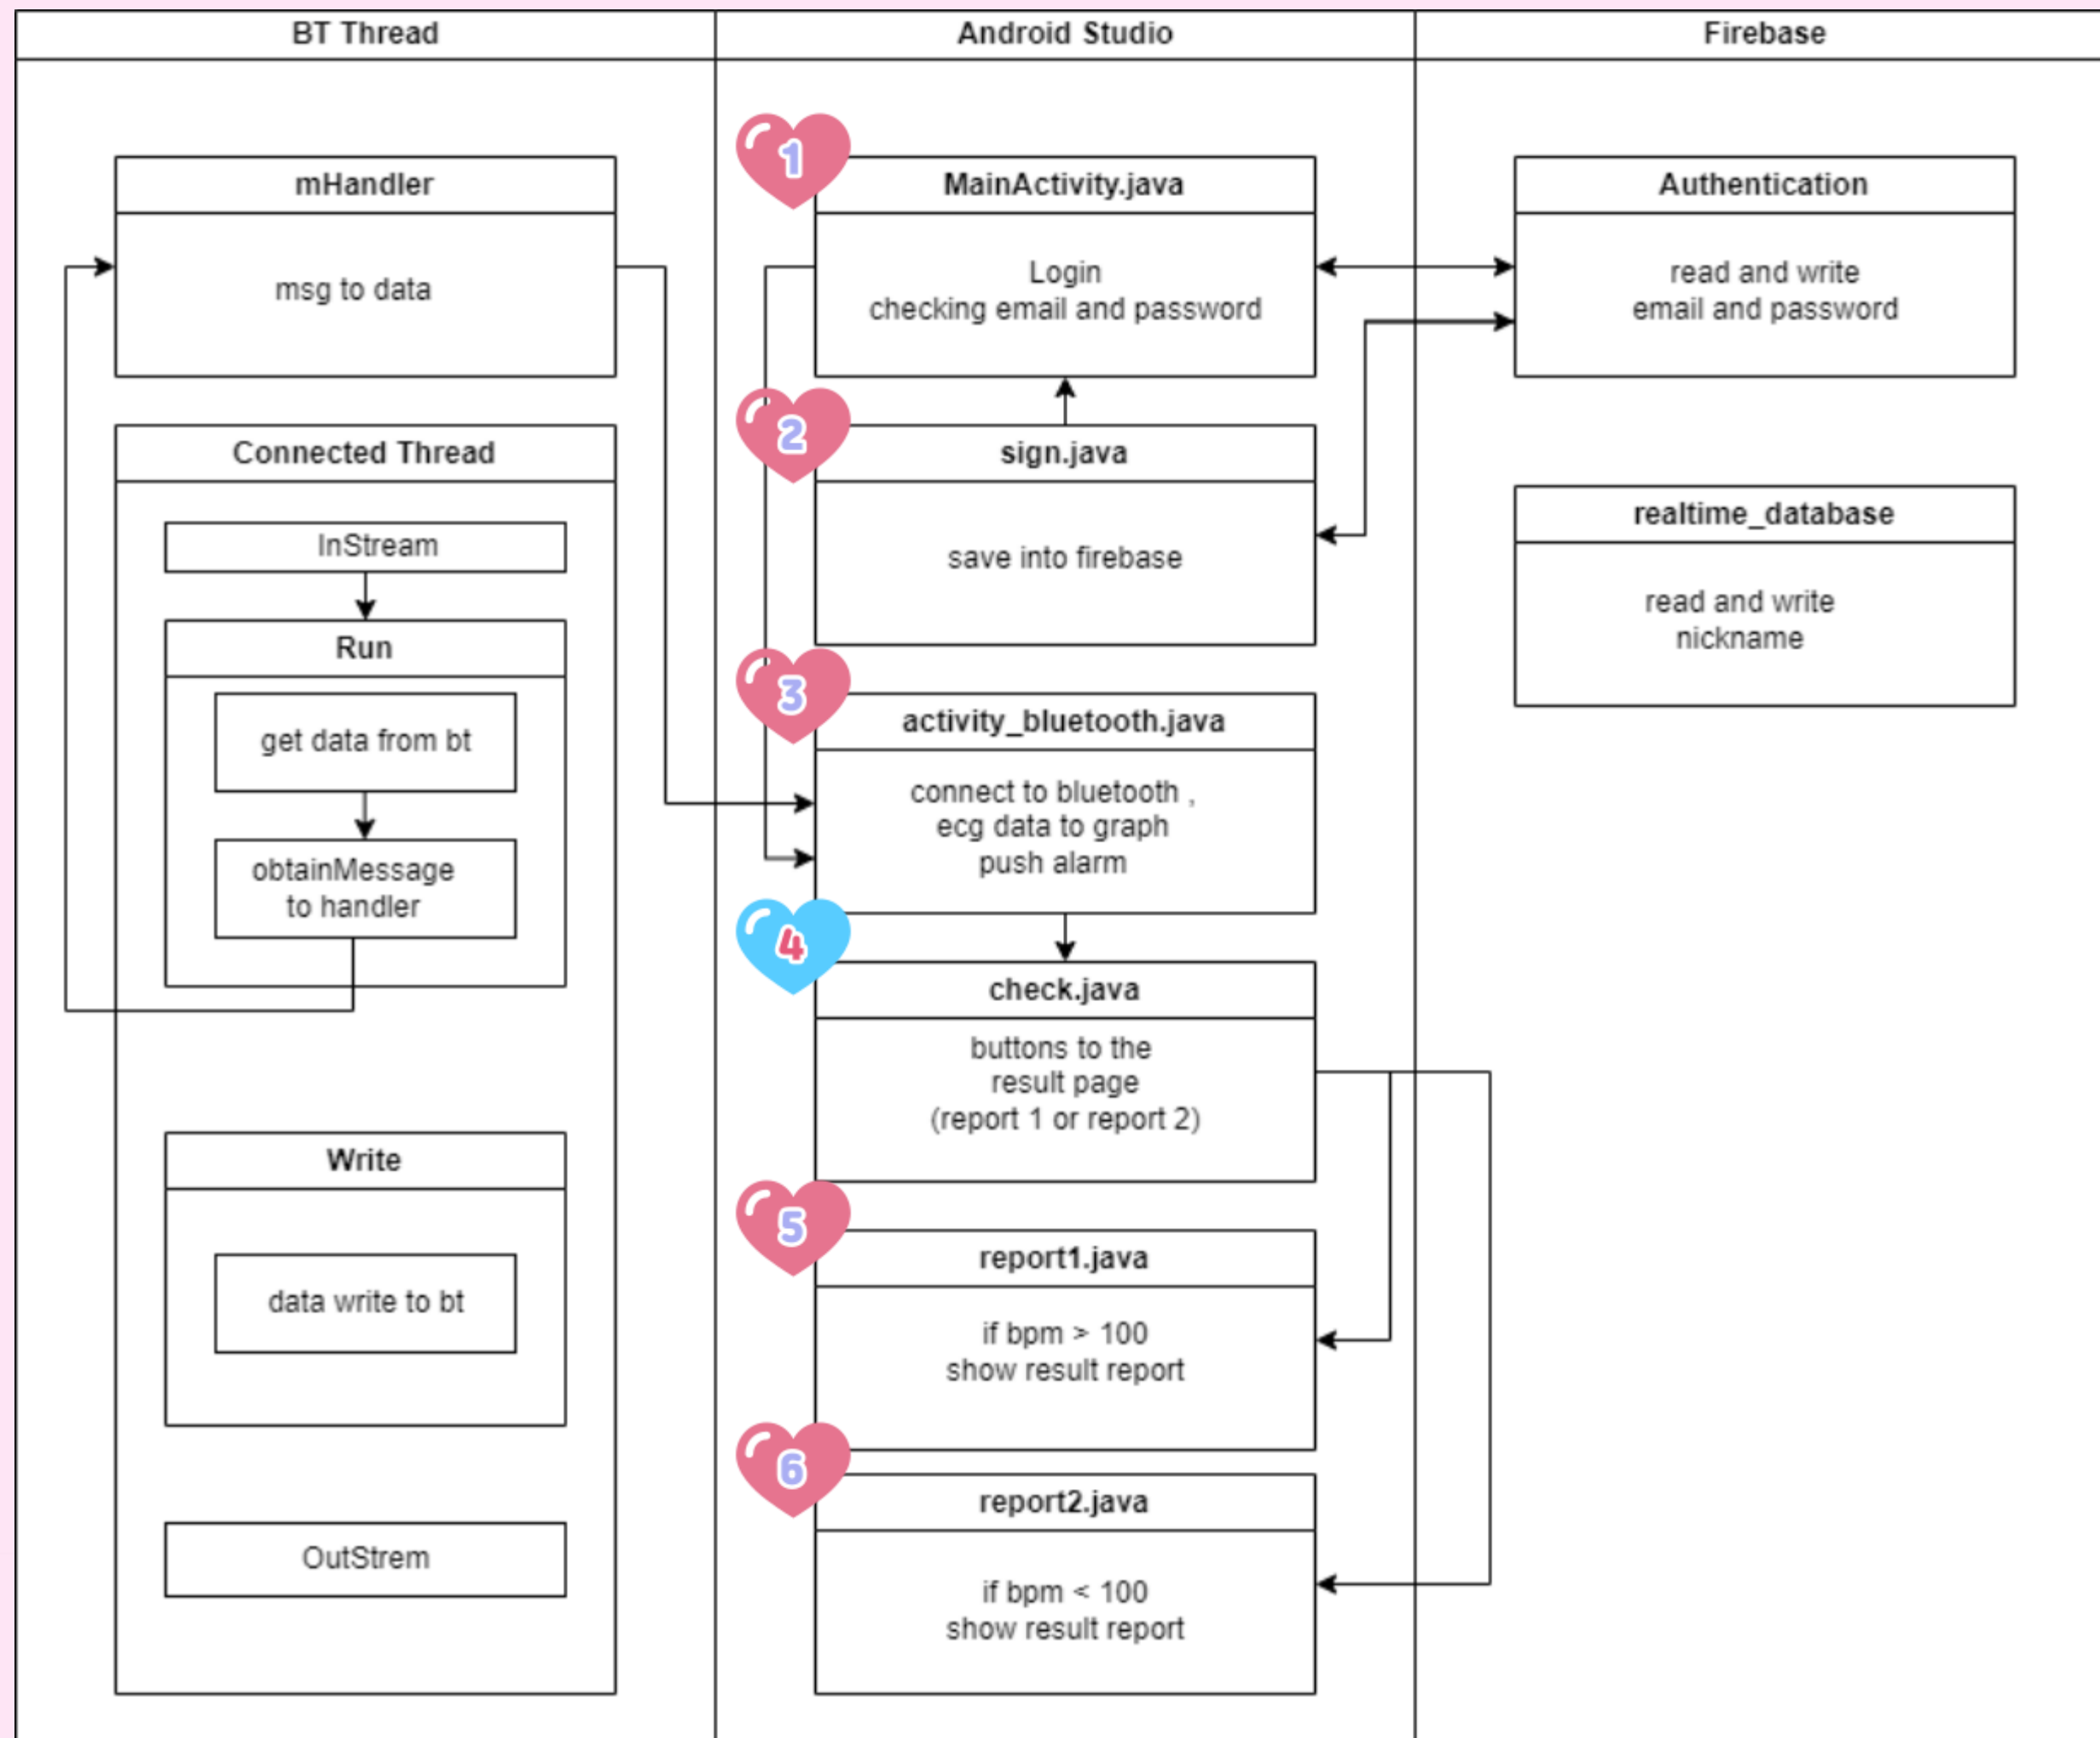 BT Thread
Android Studio
Firebase
mHandler
msg to data
Connected Thread
InStream
Run
get data from bt
obtainMessage
to handler
Write
data write to bt
OutStrem
1
MainActivity.java
Login
checking email and password
2
sign.java
save into firebase
3
activity_bluetooth.java
connect to bluetooth ,
ecg data to graph
push alarm
4
check.java
buttons to the
result page
(report 1 or report 2)
5
report1.java
if bpm > 100
show result report
6
report2.java
if bpm < 100
show result report
Authentication
read and write
email and password
realtime_database
read and write
nickname